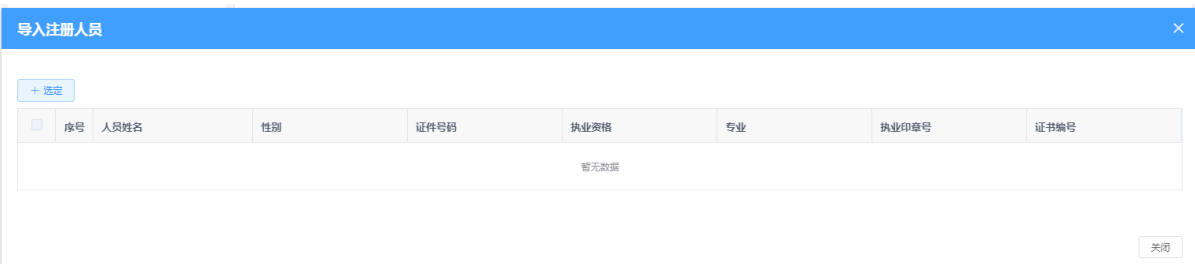 导入注册人员
+ 选定
序号 人员姓名 性别 证件号码 执业资格 专业 执业印章号 证书编号
暂无数据
关闭